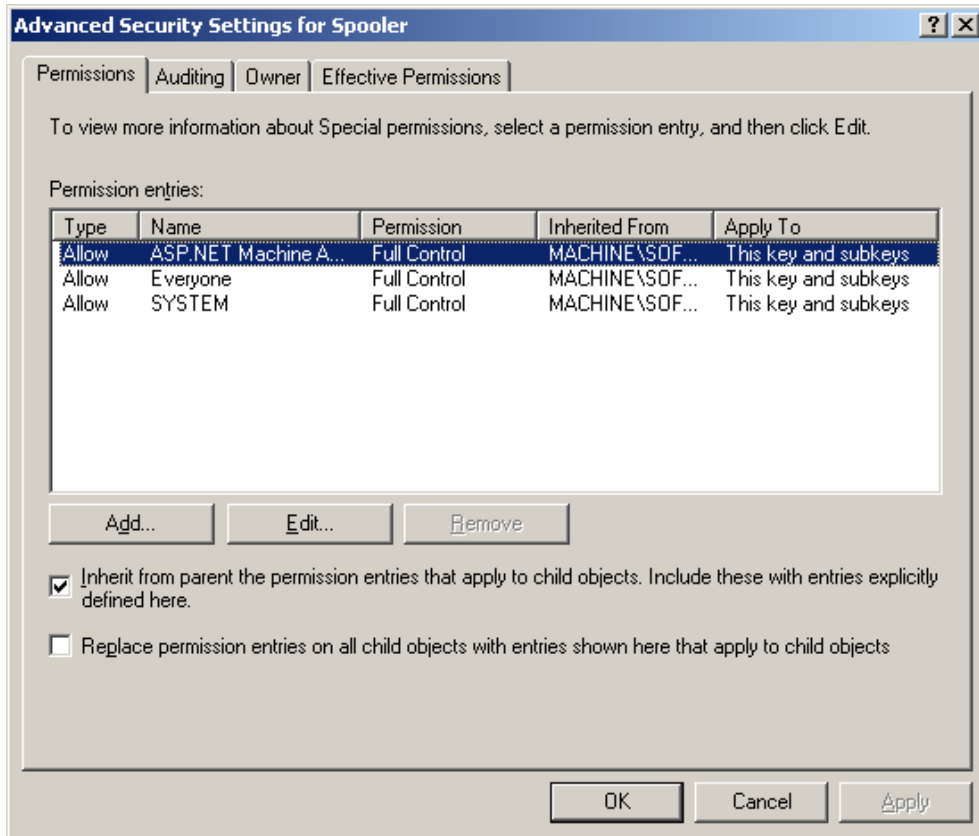 Advanced Security Settings for Spooler
Permissions Auditing Owner Effective Permissions
To view more information about Special permissions, select a permission entry, and then click Edit.
Permission entries:
Type Name Permission Inherited From Apply To
Allow ASP.NET Machine A... Full Control MACHINE\SOF... This key and subkeys
Allow Everyone Full Control MACHINE\SOF... This key and subkeys
Allow SYSTEM Full Control MACHINE\SOF... This key and subkeys
Add... Edit... Remove
Inherit from parent the permission entries that apply to child objects. Include these with entries explicitly
defined here.
Replace permission entries on all child objects with entries shown here that apply to child objects
OK Cancel Apply